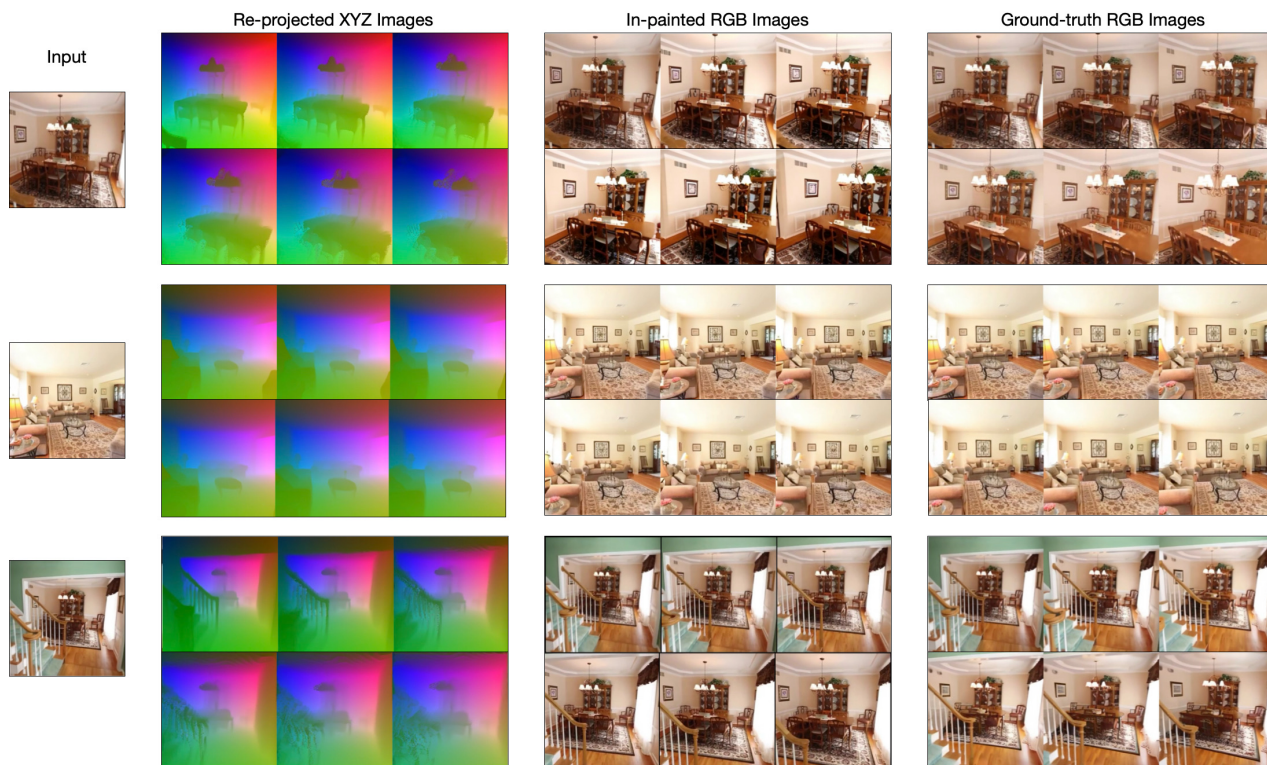 Re-projected XYZ Images
In-painted RGB Images
Ground-truth RGB Images
Input